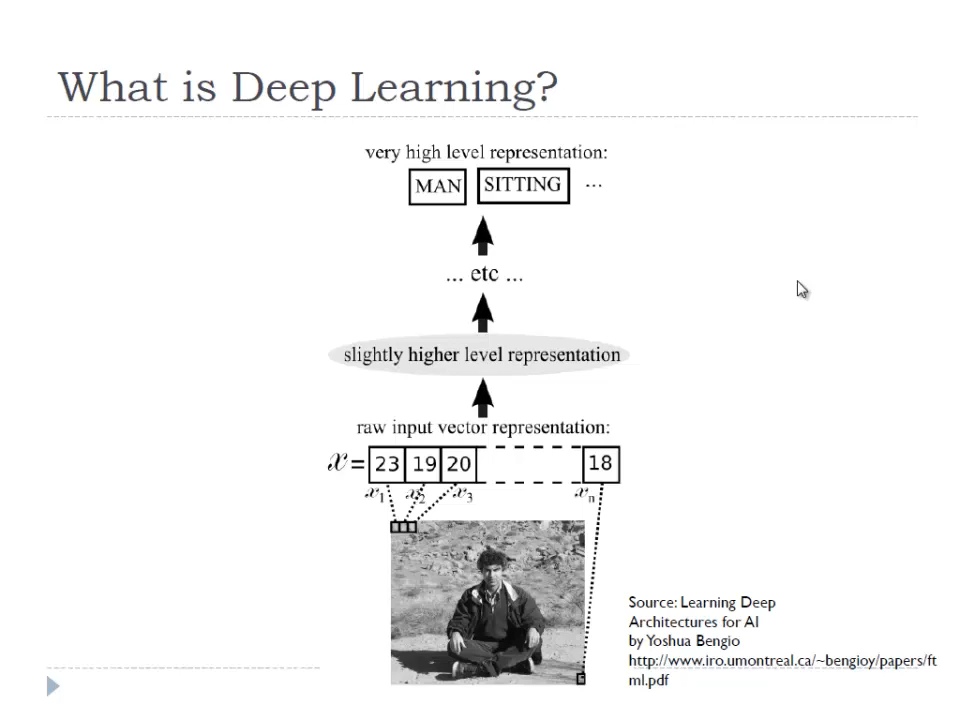 What is Deep Learning?
very high level representation:
MAN SITTING ...
... etc ...
slightly higher level representation
raw input vector representation:
x = 23 19 20 18
x1 x2 x3 xn
Source: Learning Deep
Architectures for AI
by Yoshua Bengio
http://www.iro.umontreal.ca/~bengioy/papers/ft
ml.pdf